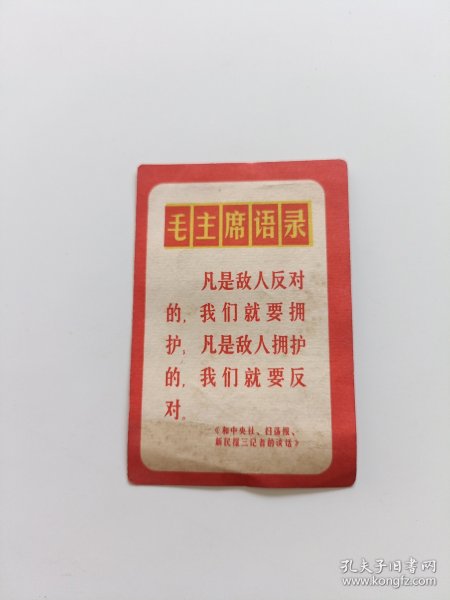 毛主席语录
凡是敌人反对
的，我们就要拥
护；凡是敌人拥护
的，我们就要反
对。
《和中央社、扫荡报、
新民报三记者的谈话》
孔夫子旧书网
www.kongfz.com